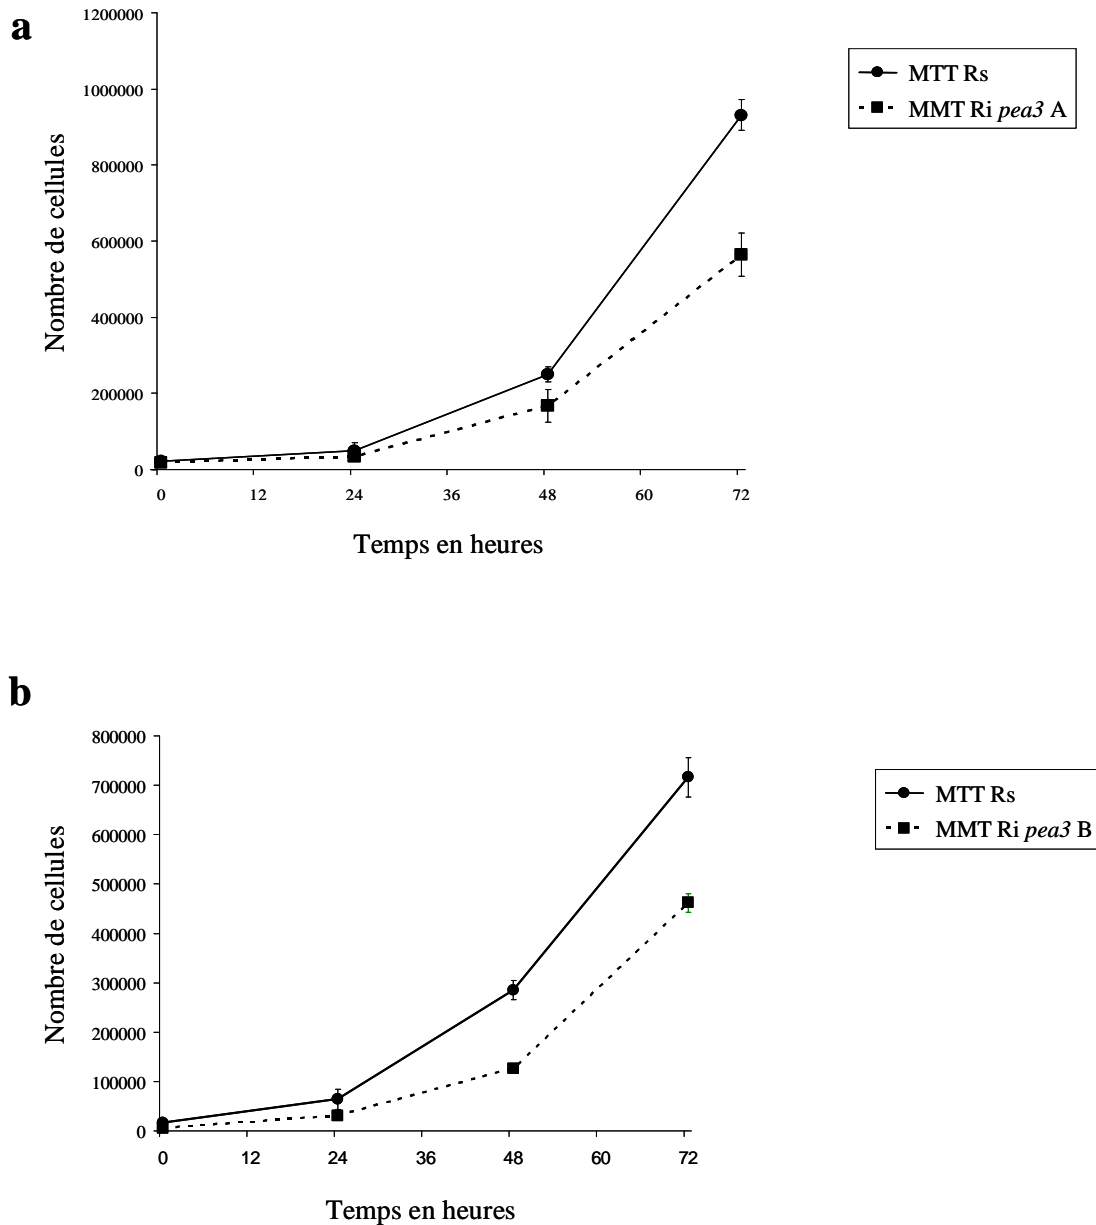 a
1200000
1000000
800000
600000
400000
200000
0
Nombre de cellules
0 12 24 36 48 60 72
Temps en heures
MTT Rs
MMT Ri pea3 A
b
800000
700000
600000
500000
400000
300000
200000
100000
0
Nombre de cellules
0 12 24 36 48 60 72
Temps en heures
MTT Rs
MMT Ri pea3 B